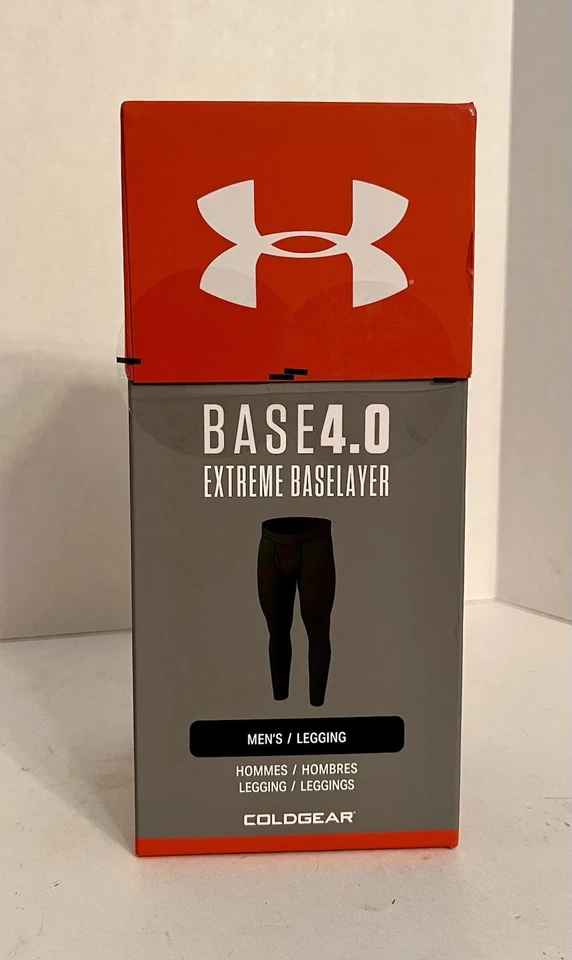 BASE4.0
EXTREME BASELAYER
MEN'S / LEGGING
HOMMES / HOMBRES
LEGGING / LEGGINGS
COLDGEAR®